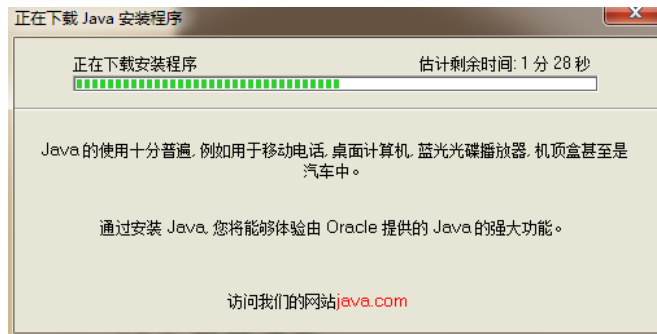 正在下载 Java 安装程序
正在下载安装程序 估计剩余时间: 1 分 28 秒
Java 的使用十分普遍, 例如用于移动电话, 桌面计算机, 蓝光光碟播放器, 机顶盒甚至是
汽车中。
通过安装 Java, 您将能够体验由 Oracle 提供的 Java 的强大功能。
访问我们的网站java.com